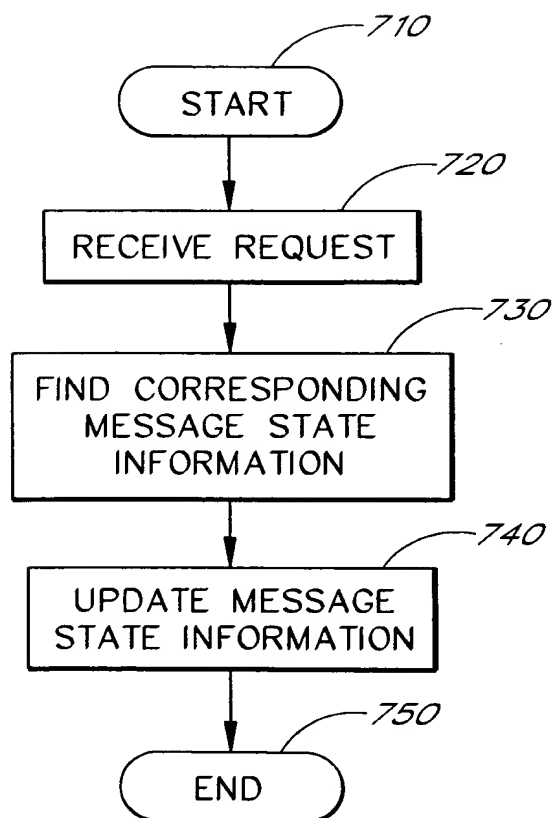 710
START
720
RECEIVE REQUEST
730
FIND CORRESPONDING
MESSAGE STATE
INFORMATION
740
UPDATE MESSAGE
STATE INFORMATION
750
END